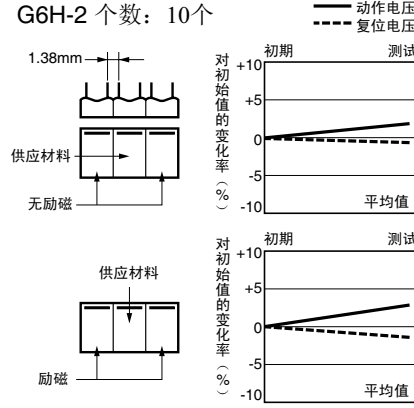 G6H-2 个数：10个
动作电压
复位电压
1.38mm
供应材料
无励磁
对初始值的变化率（%）
初期
测试
+10
+5
0
-5
-10
平均值
供应材料
励磁
对初始值的变化率（%）
初期
测试
+10
+5
0
-5
-10
平均值